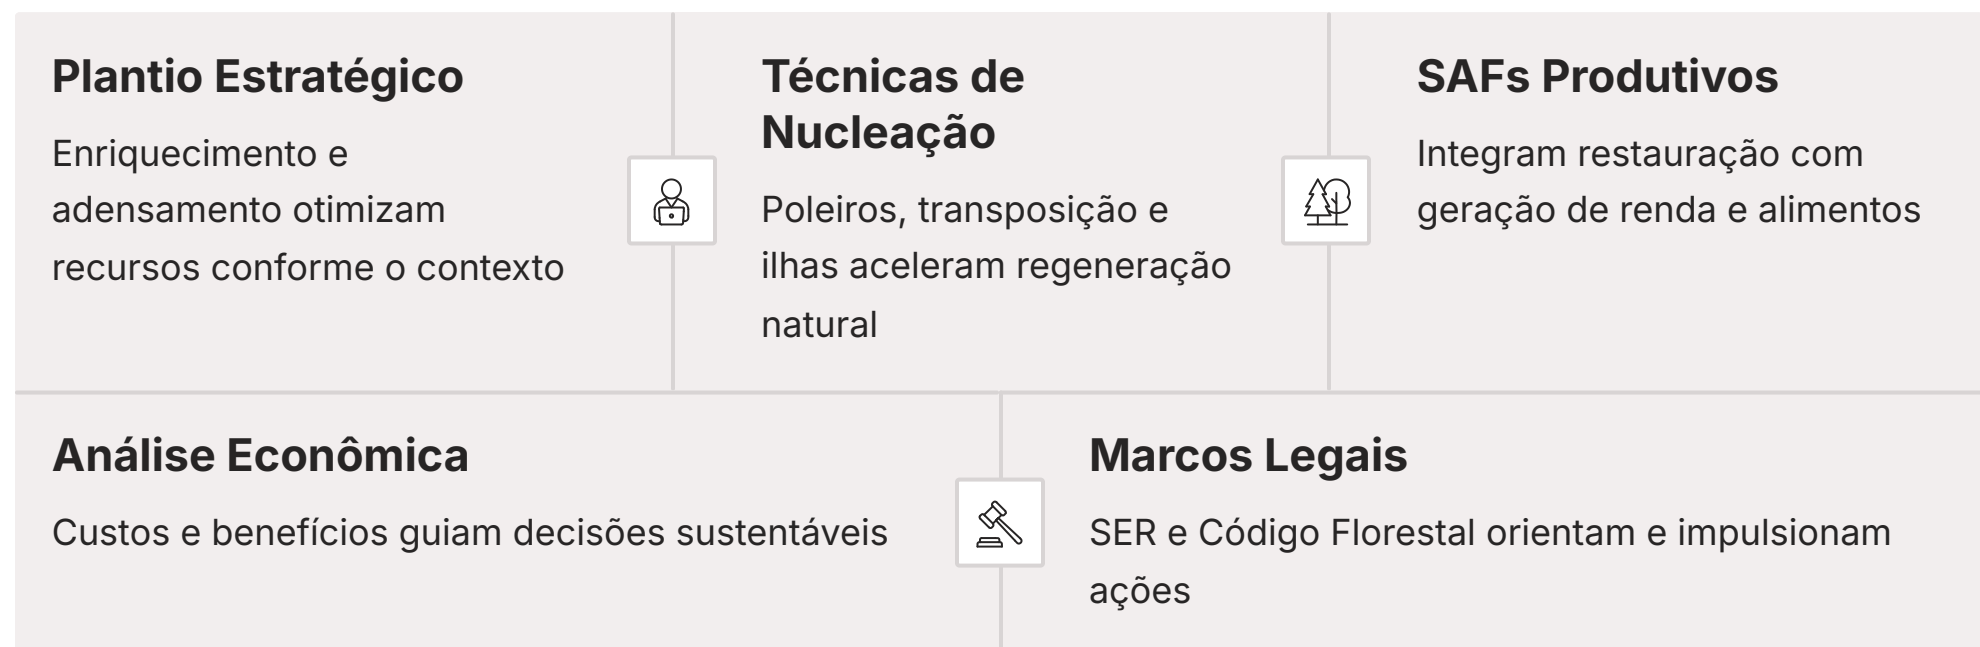 Plantio Estratégico
Enriquecimento e
adensamento otimizam
recursos conforme o contexto
Técnicas de
Nucleação
Poleiros, transposição e
ilhas aceleram regeneração
natural
SAFs Produtivos
Integram restauração com
geração de renda e alimentos
Análise Econômica
Custos e benefícios guiam decisões sustentáveis
Marcos Legais
SER e Código Florestal orientam e impulsionam
ações